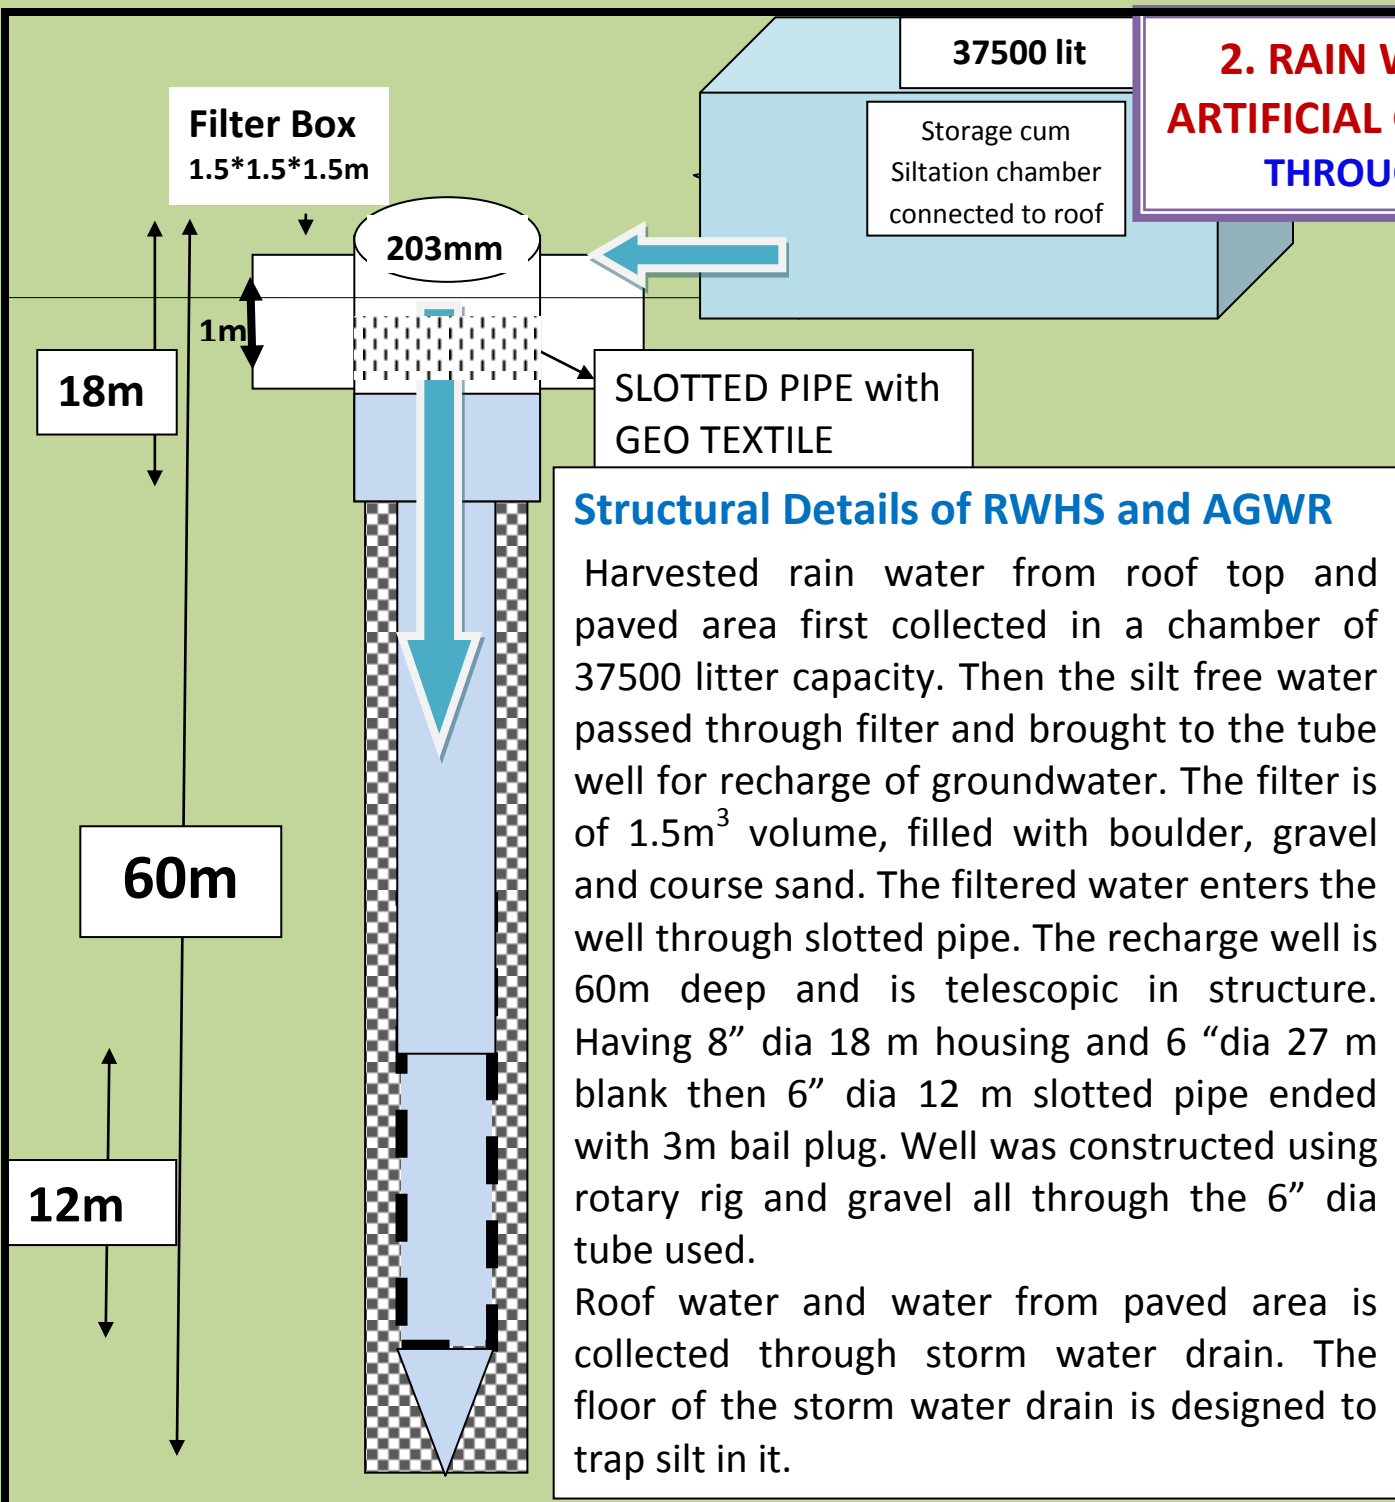 37500 lit
2. RAIN W
ARTIFICIAL
THROU
Filter Box
1.5*1.5*1.5m
Storage cum
Siltation chamber
connected to roof
203mm
1m
18m
SLOTTED PIPE with
GEO TEXTILE
60m
12m
Structural Details of RWHS and AGWR
Harvested rain water from roof top and
paved area first collected in a chamber of
37500 litter capacity. Then the silt free water
passed through filter and brought to the tube
well for recharge of groundwater. The filter is
of 1.5m³ volume, filled with boulder, gravel
and course sand. The filtered water enters the
well through slotted pipe. The recharge well is
60m deep and is telescopic in structure.
Having 8” dia 18 m housing and 6 “dia 27 m
blank then 6” dia 12 m slotted pipe ended
with 3m bail plug. Well was constructed using
rotary rig and gravel all through the 6” dia
tube used.
Roof water and water from paved area is
collected through storm water drain. The
floor of the storm water drain is designed to
trap silt in it.